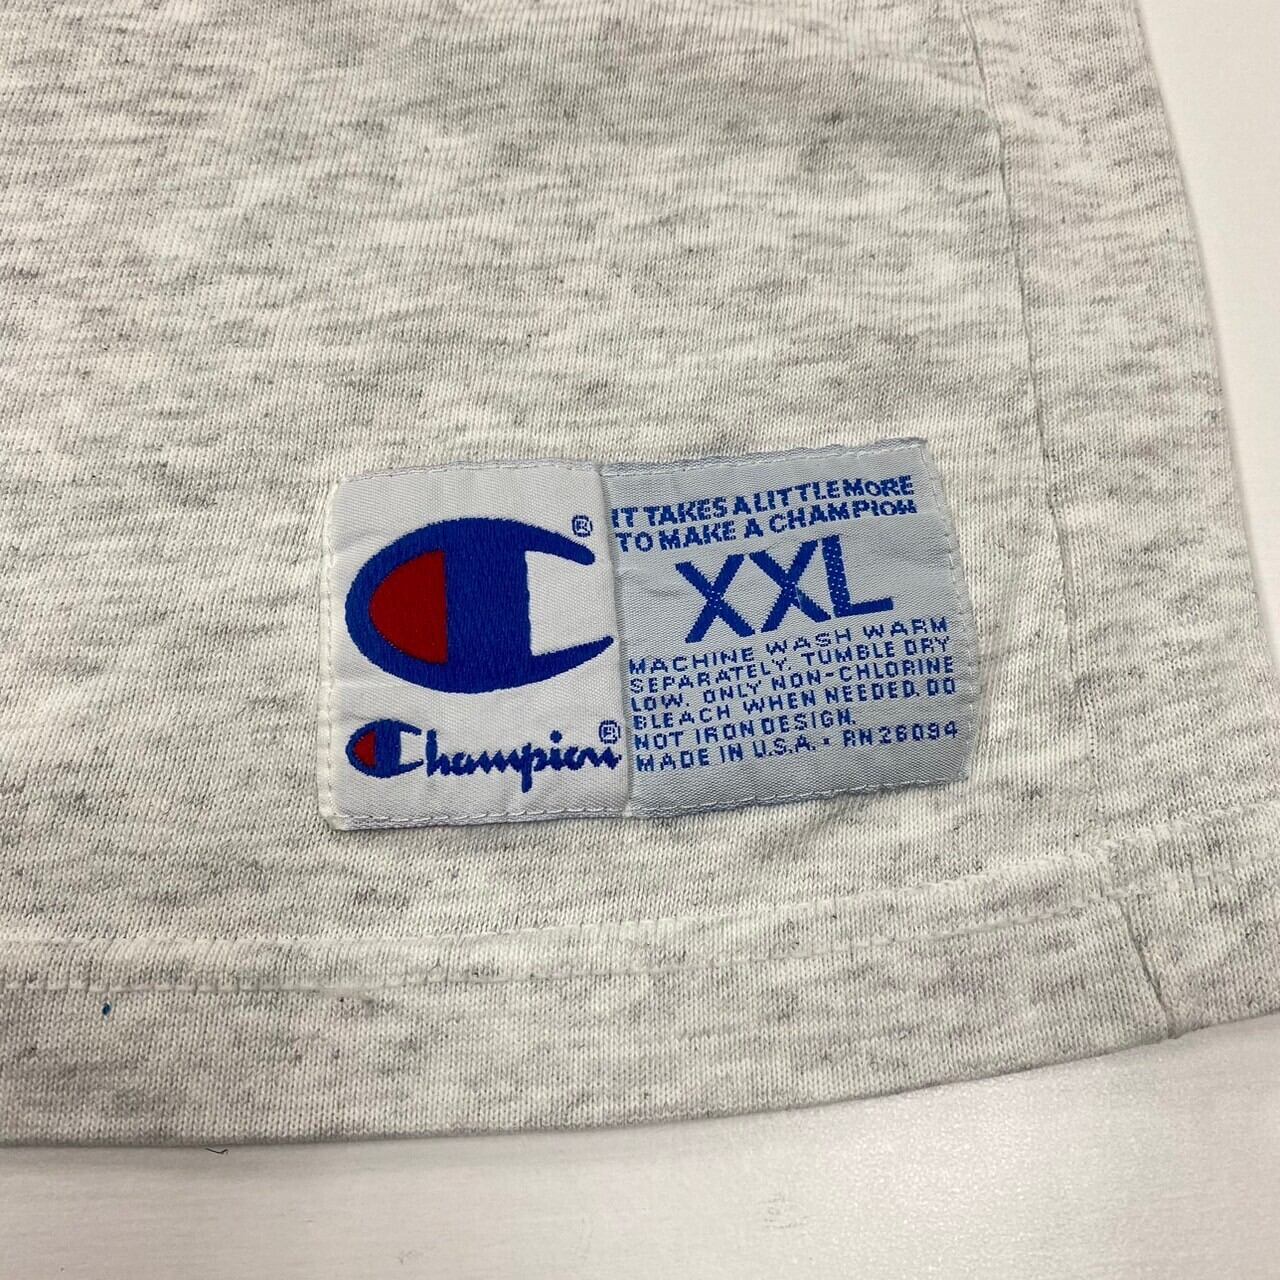 ®
Champion®
IT TAKES A LITTLE MORE
TO MAKE A CHAMPION
XXL
MACHINE WASH WARM
SEPARATELY. TUMBLE DRY
LOW. ONLY NON-CHLORINE
BLEACH WHEN NEEDED. DO
NOT IRON DESIGN.
MADE IN U.S.A. • RN26094